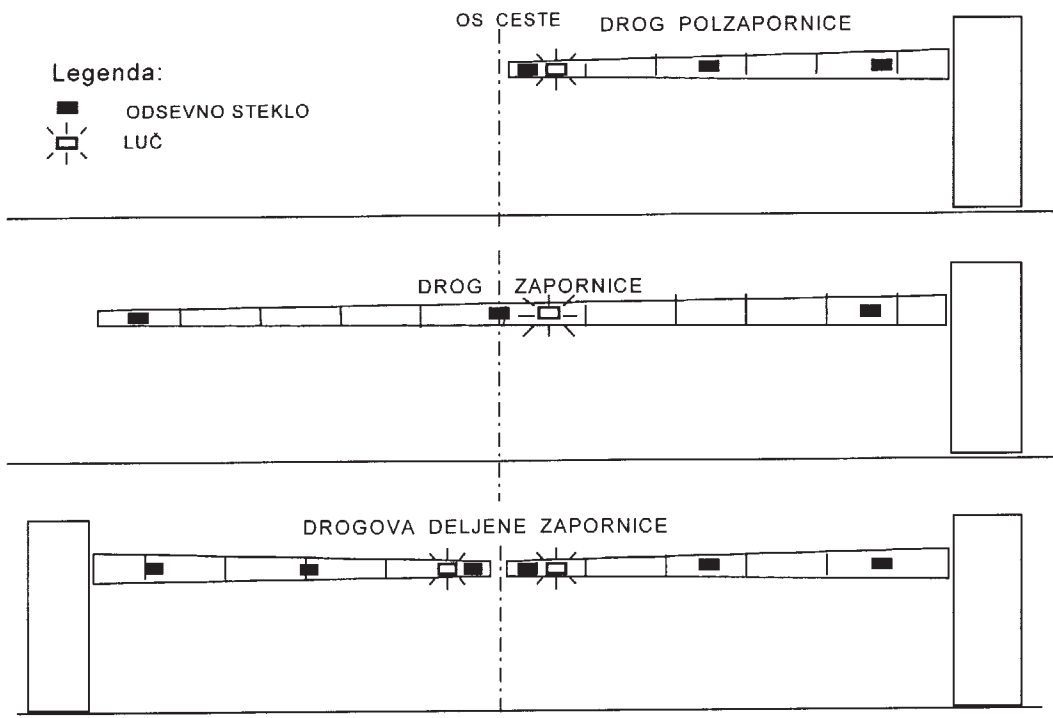 OS CESTE
DROG POLZAPORNICE
Legenda:
ODSEVNO STEKLO
LUČ
DROG ZAPORNICE
DROGOVA DELJENE ZAPORNICE